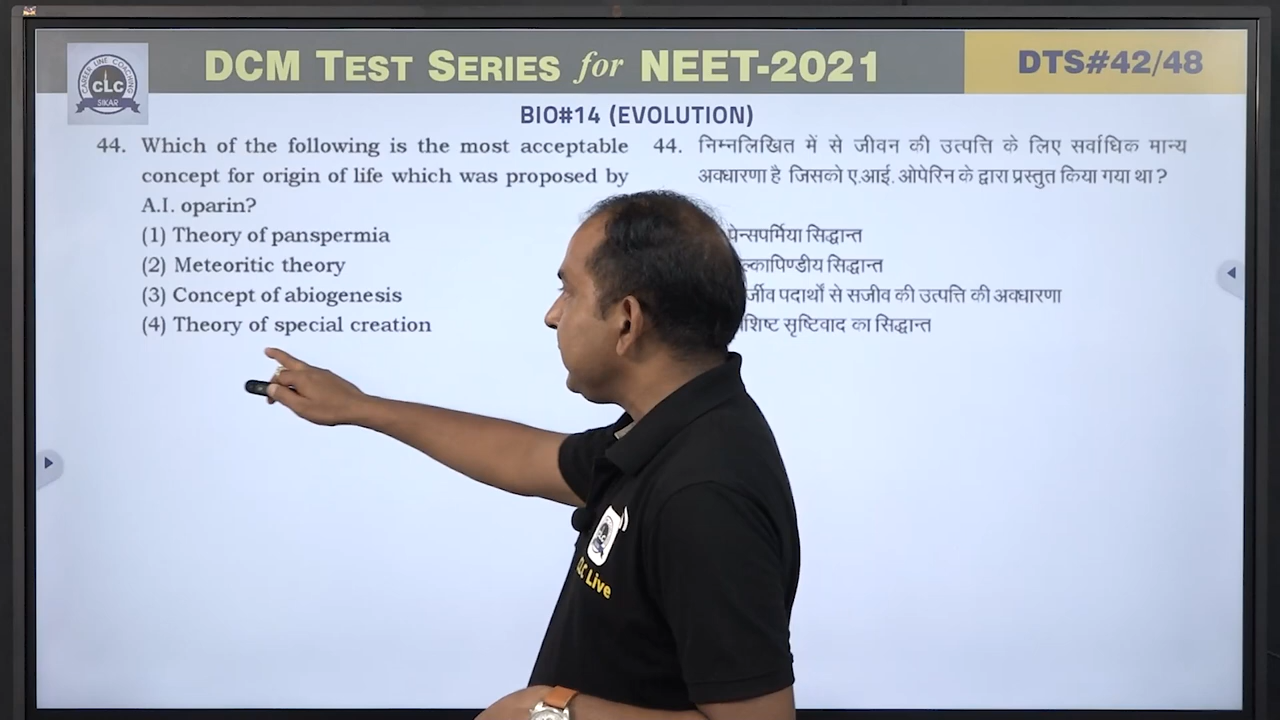 DCM TEST SERIES for NEET-2021
DTS#42/48
CAREER LINE COACHING
CLC
SIKAR
BIO#14 (EVOLUTION)
44. Which of the following is the most acceptable
concept for origin of life which was proposed by
A.I. oparin?
(1) Theory of panspermia
(2) Meteoritic theory
(3) Concept of abiogenesis
(4) Theory of special creation
44. निम्नलिखित में से जीवन की उत्पत्ति के लिए सर्वाधिक मान्य
अवधारणा है जिसको ए.आई. ओपेरिन के द्वारा प्रस्तुत किया गया था ?
पेन्सपर्मिया सिद्धान्त
सिद्धान्त
पदार्थों से सजीव की उत्पत्ति की अवधारणा
सृष्टिवाद का सिद्धान्त
CLC
Live